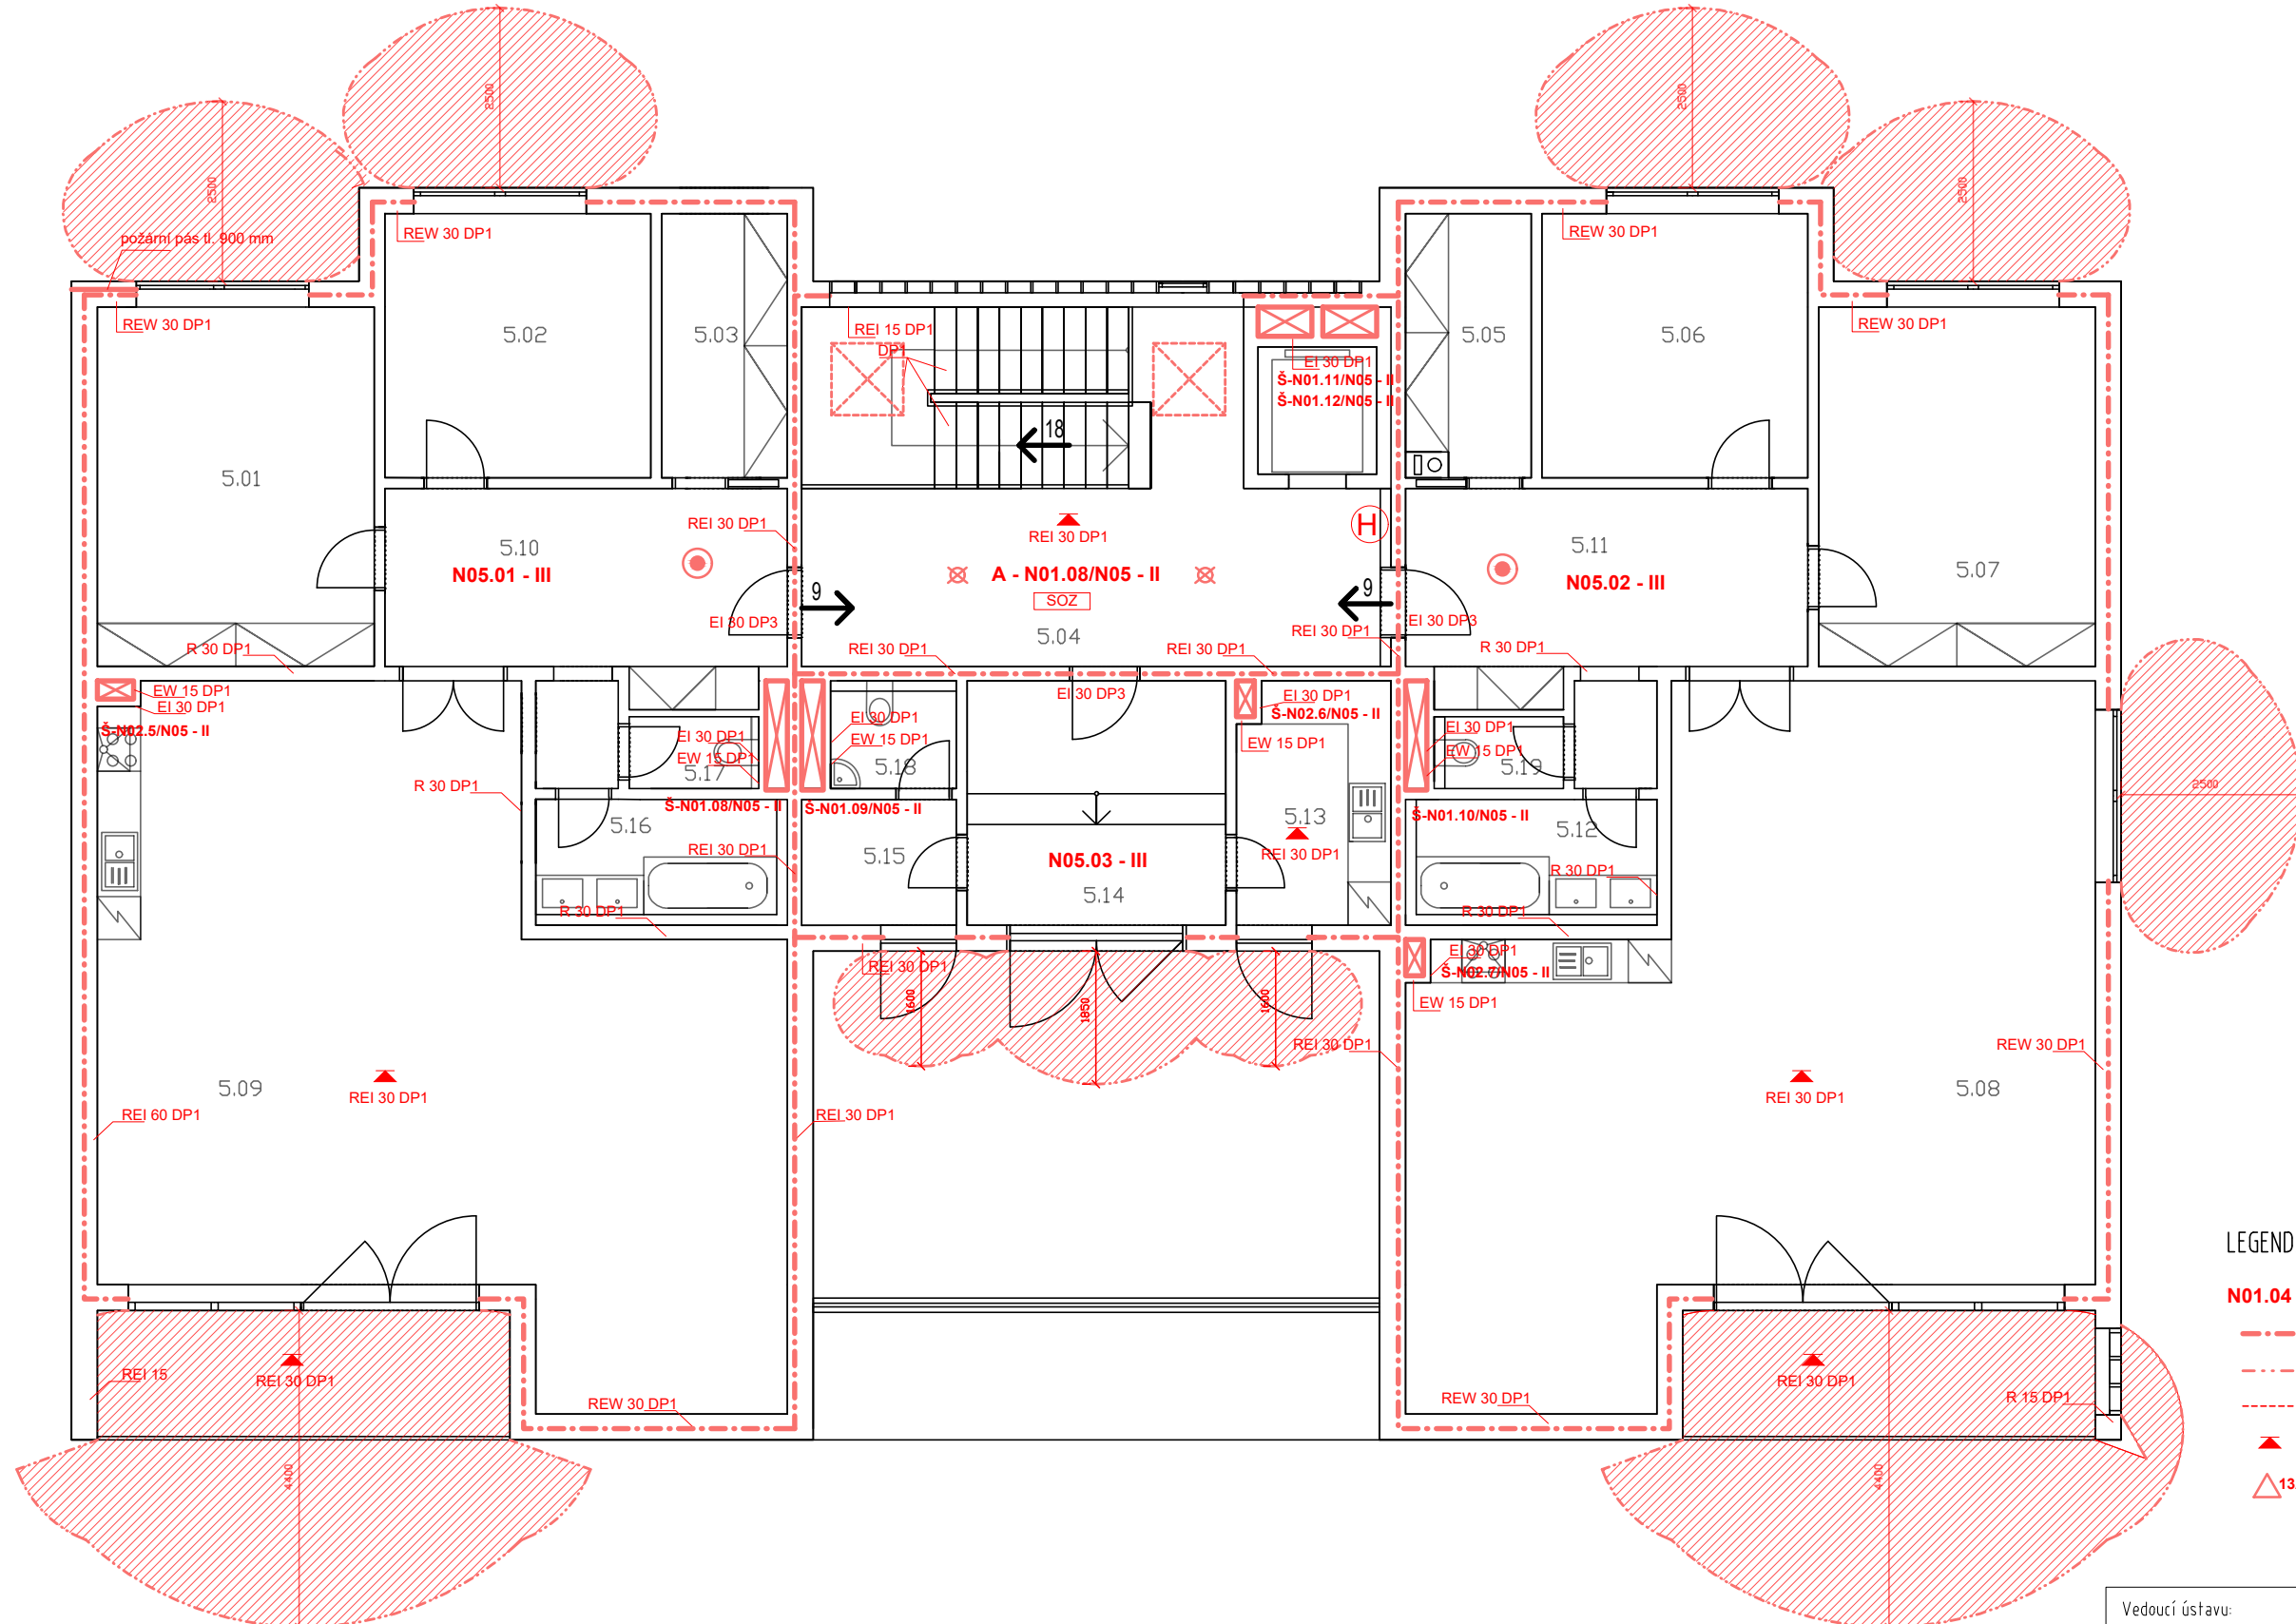 2500
2500
2500
2500
požární pás tl. 900 mm
REW 30 DP1
REW 30 DP1
REW 30 DP1
REI 15 DP1
REW 30 DP1
5.02
5.03
DP1
5.05
5.06
EI 30 DP1
Š-N01.11/N05 - II
Š-N01.12/N05 - II
18
5.01
REI 30 DP1
H
REI 30 DP1
5.10
5.11
N05.01 - III
A - N01.08/N05 - II
N05.02 - III
5.07
9
SOZ
9
EI 30 DP3
5.04
REI 30 DP1
EI 30 DP3
R 30 DP1
REI 30 DP1
REI 30 DP1
R 30 DP1
EW 15 DP1
EI 30 DP1
EI 30 DP3
EI 30 DP1
Š-N02.5/N05 - II
EI 30 DP1
Š-N02.6/N05 - II
EI 30 DP1
EI 30 DP1
EW 15 DP1
EW 15 DP1
EW 15 DP1
EW 15 DP1
5.17
5.18
5.19
R 30 DP1
2500
Š-N01.08/N05 - II
Š-N01.09/N05 - II
Š-N01.10/N05 - II
5.16
5.13
5.12
REI 30 DP1
5.15
N05.03 - III
REI 30 DP1
R 30 DP1
5.14
R 30 DP1
R 30 DP1
REI 30 DP1
EI 30 DP1
Š-N02.7/N05 - II
1600
1850
1600
EW 15 DP1
REI 30 DP1
REW 30 DP1
5.09
5.08
REI 30 DP1
REI 30 DP1
REI 60 DP1
REI 30 DP1
LEGEND
N01.04
REI 15
REI 30 DP1
REI 30 DP1
REW 30 DP1
REW 30 DP1
R 15 DP1
4400
4400
13.
Vedoucí ústavu: